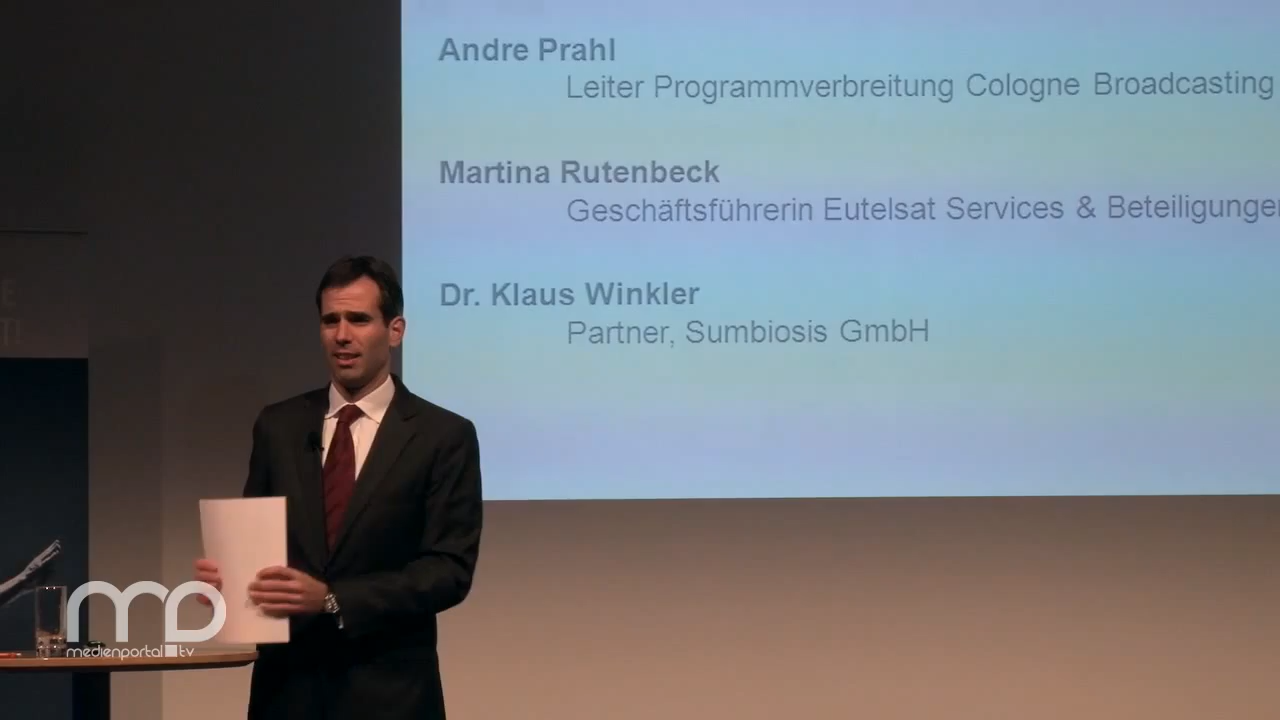 Andre Prahl
Leiter Programmverbreitung Cologne Broadcasting
Martina Rutenbeck
Geschäftsführerin Eutelsat Services & Beteiligungen
Dr. Klaus Winkler
Partner, Sumbiosis GmbH
mp
medienportal tv